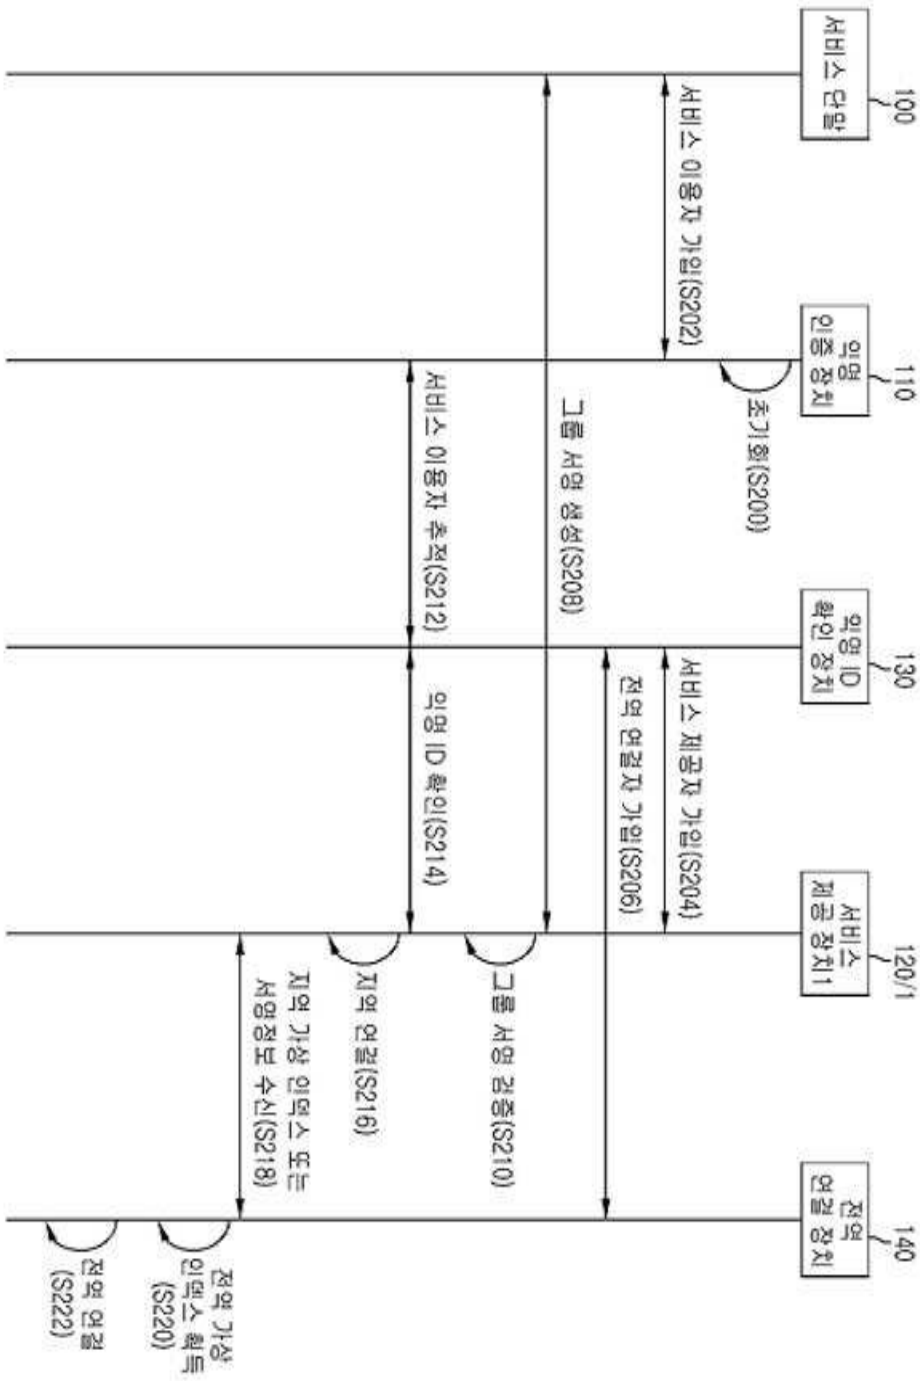 100
서비스 단말
110
익명
인증 장치
130
익명 ID
확인 장치
120/1
서비스
제공 장치1
140
전역
연결 장치
초기화(S200)
서비스 이용자 가입(S202)
서비스 제공자 가입(S204)
전역 연결자 가입(S206)
그룹 서명 생성(S208)
그룹 서명 검증(S210)
서비스 이용자 추적(S212)
익명 ID 확인(S214)
지역 연결(S216)
지역 가상 인덱스 또는
서명정보 수신(S218)
전역 가상
인덱스 획득
(S220)
전역 연결
(S222)